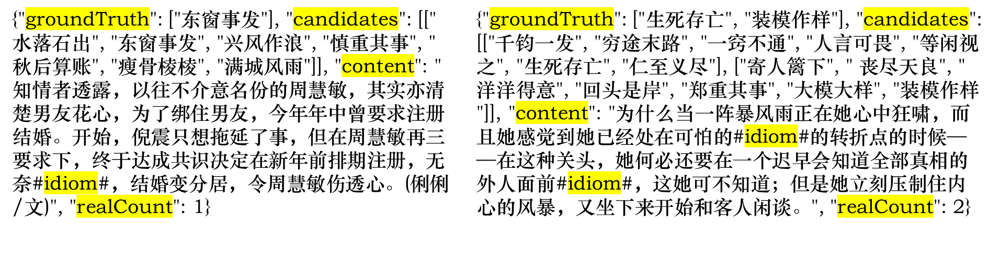 {"groundTruth": ["东窗事发"], "candidates": [["
水落石出", "东窗事发", "兴风作浪", "慎重其事", "
秋后算账", "瘦骨棱棱", "满城风雨"]], "content": "
知情者透露，以往不介意名份的周慧敏，其实亦清
楚男友花心，为了绑住男友，今年年中曾要求注册
结婚。开始，倪震只想拖延了事，但在周慧敏再三
要求下，终于达成共识决定在新年前排期注册，无
奈#idiom#，结婚变分居，令周慧敏伤透心。(俐俐
/文)", "realCount": 1}
{"groundTruth": ["生死存亡", "装模作样"], "candidates":
[["千钧一发", "穷途末路", "一窍不通", "人言可畏", "等闲视
之", "生死存亡", "仁至义尽"], ["寄人篱下", " 丧尽天良", "
洋洋得意", "回头是岸", "郑重其事", "大模大样", "装模作样
"]], "content": "为什么当一阵暴风雨正在她心中狂啸，而
且她感觉到她已经处在可怕的#idiom#的转折点的时候—
—在这种关头，她何必还要在一个迟早会知道全部真相的
外人面前#idiom#，这她可不知道；但是她立刻压制住内
心的风暴，又坐下来开始和客人闲谈。", "realCount": 2}